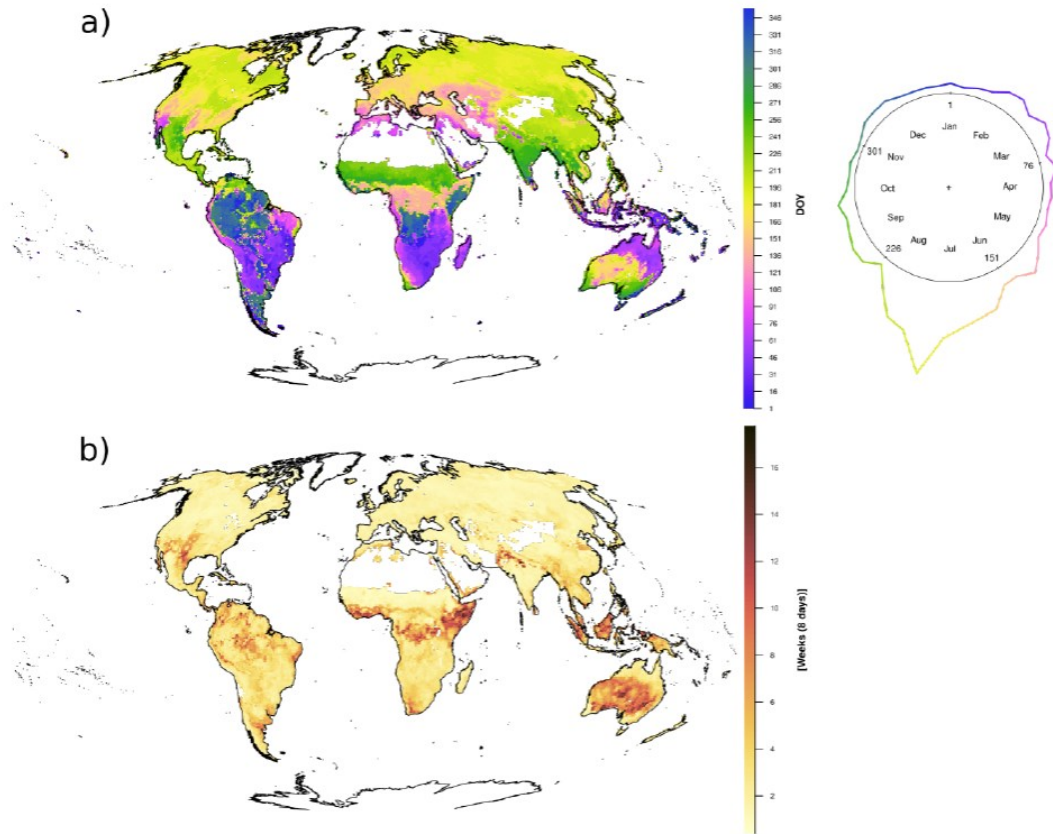 a)
346
331
316
301
286
271
256
241
226
211
196
181
166
151
136
121
106
91
76
61
46
31
16
1
DOY
1
Jan
Feb
Mar
76
Apr
May
Jun
151
Jul
Aug
226
Sep
Oct
Nov
301
Dec
b)
16
14
12
10
8
6
4
2
[Weeks (8 days)]